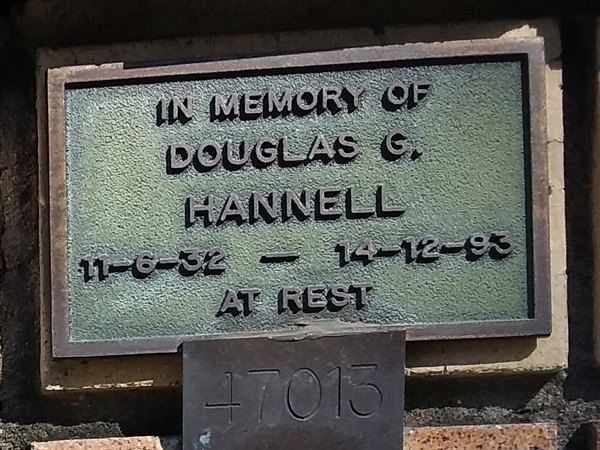 IN MEMORY OF
DOUGLAS G.
HANNELL
11-6-32 — 14-12-93
AT REST
47013